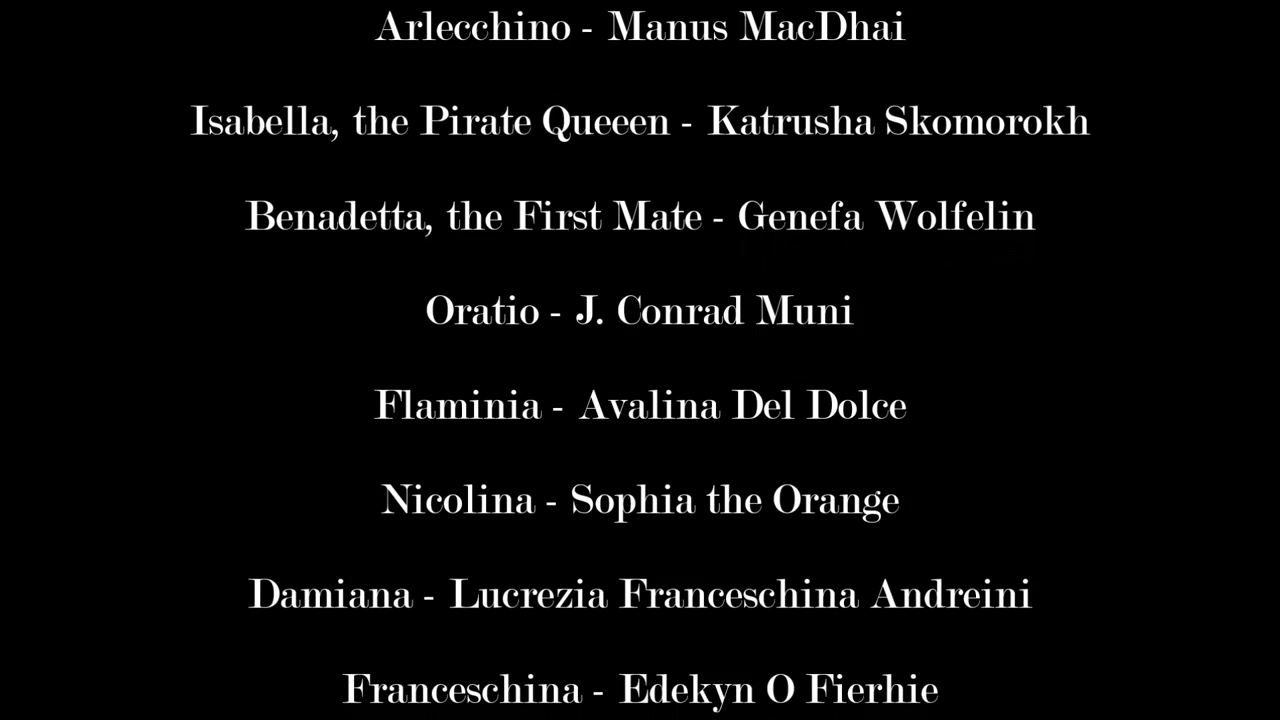 Arlecchino - Manus MacDhai
Isabella, the Pirate Queeen - Katrusha Skomorokh
Benadetta, the First Mate - Genefa Wolfelin
Oratio - J. Conrad Muni
Flaminia - Avalina Del Dolce
Nicolina - Sophia the Orange
Damiana - Lucrezia Franceschina Andreini
Franceschina - Edekyn O Fierhie